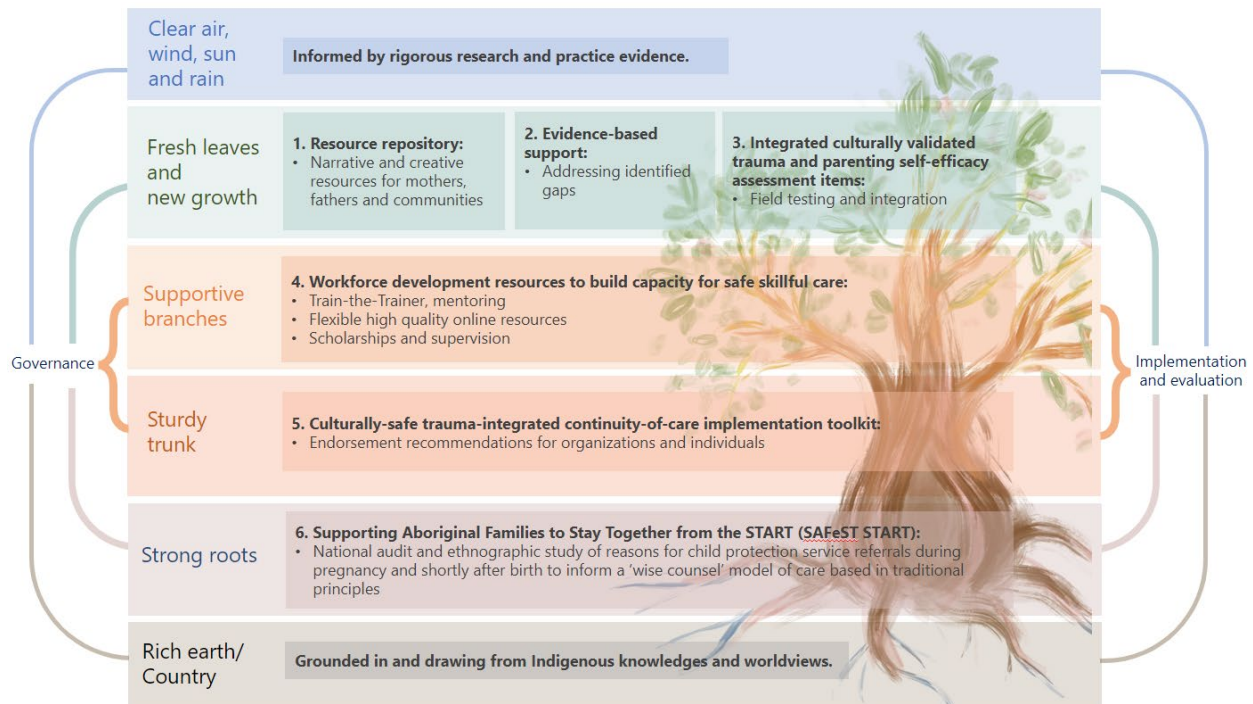 Clear air,
wind, sun
and rain
Informed by rigorous research and practice evidence.
Fresh leaves
and
new growth
1. Resource repository:
• Narrative and creative
resources for mothers,
fathers and communities
2. Evidence-based
support:
• Addressing identified
gaps
3. Integrated culturally validated
trauma and parenting self-efficacy
assessment items:
• Field testing and integration
Supportive
branches
4. Workforce development resources to build capacity for safe skillful care:
• Train-the-Trainer, mentoring
• Flexible high quality online resources
• Scholarships and supervision
Governance
Implementation
and evaluation
Sturdy
trunk
5. Culturally-safe trauma-integrated continuity-of-care implementation toolkit:
• Endorsement recommendations for organizations and individuals
Strong roots
6. Supporting Aboriginal Families to Stay Together from the START (SAFeST START):
• National audit and ethnographic study of reasons for child protection service referrals during
pregnancy and shortly after birth to inform a ‘wise counsel’ model of care based in traditional
principles
Rich earth/
Country
Grounded in and drawing from Indigenous knowledges and worldviews.